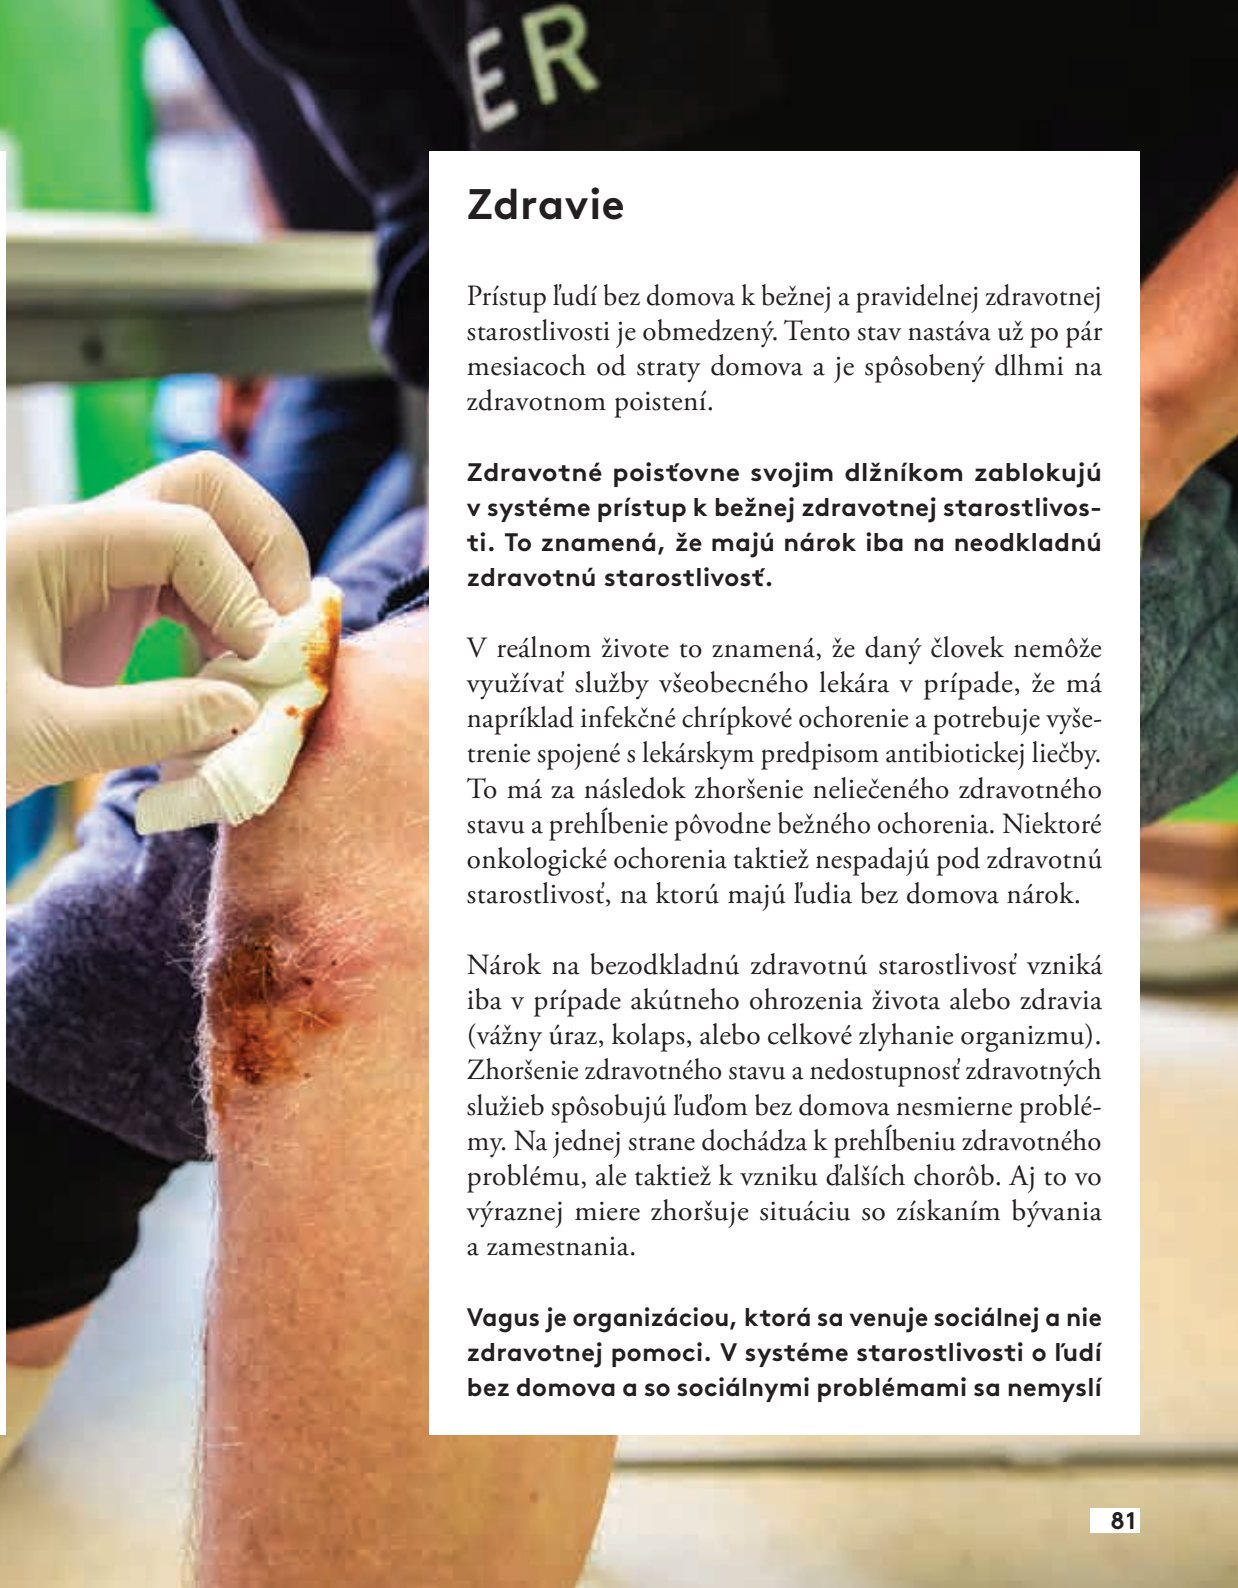 ER
Zdravie
Prístup ľudí bez domova k bežnej a pravidelnej zdravotnej
starostlivosti je obmedzený. Tento stav nastáva už po pár
mesiacoch od straty domova a je spôsobený dlhmi na
zdravotnom poistení.
Zdravotné poisťovne svojim dlžníkom zablokujú
v systéme prístup k bežnej zdravotnej starostlivos-
ti. To znamená, že majú nárok iba na neodkladnú
zdravotnú starostlivosť.
V reálnom živote to znamená, že daný človek nemôže
využívať služby všeobecného lekára v prípade, že má
napríklad infekčné chrípkové ochorenie a potrebuje vyše-
trenie spojené s lekárskym predpisom antibiotickej liečby.
To má za následok zhoršenie neliečeného zdravotného
stavu a prehĺbenie pôvodne bežného ochorenia. Niektoré
onkologické ochorenia taktiež nespadajú pod zdravotnú
starostlivosť, na ktorú majú ľudia bez domova nárok.
Nárok na bezodkladnú zdravotnú starostlivosť vzniká
iba v prípade akútneho ohrozenia života alebo zdravia
(vážny úraz, kolaps, alebo celkové zlyhanie organizmu).
Zhoršenie zdravotného stavu a nedostupnosť zdravotných
služieb spôsobujú ľuďom bez domova nesmierne problé-
my. Na jednej strane dochádza k prehĺbeniu zdravotného
problému, ale taktiež k vzniku ďalších chorôb. Aj to vo
výraznej miere zhoršuje situáciu so získaním bývania
a zamestnania.
Vagus je organizáciou, ktorá sa venuje sociálnej a nie
zdravotnej pomoci. V systéme starostlivosti o ľudí
bez domova a so sociálnymi problémami sa nemyslí
81